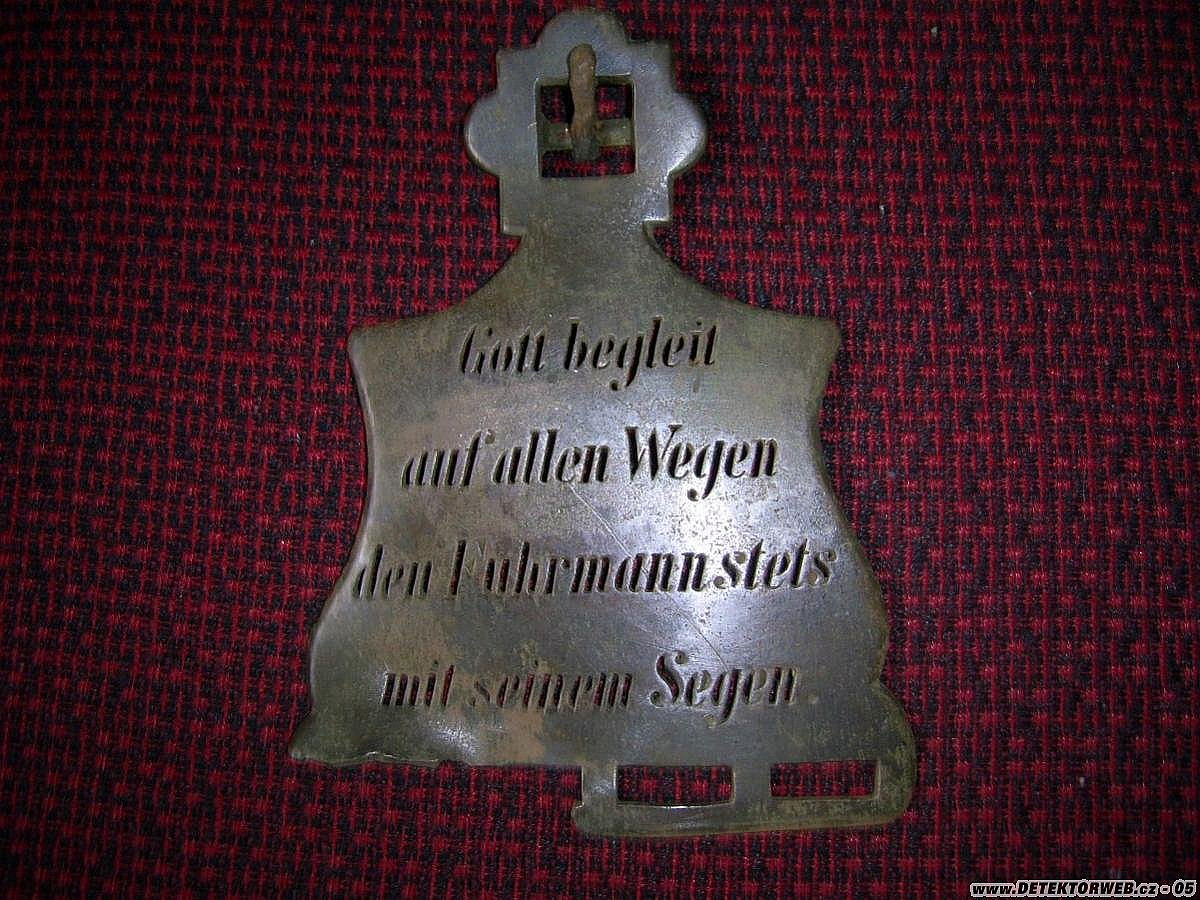 Gott begleit
auf allen Wegen
den Fuhrmann stets
mit seinem Segen
www.DETEKTORWEB.cz - 05